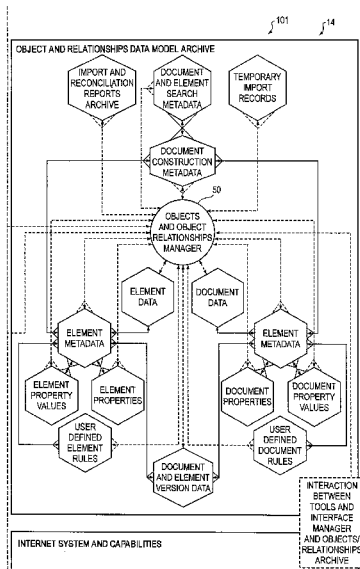 101
14
OBJECT AND RELATIONSHIPS DATA MODEL ARCHIVE
IMPORT AND
RECONCILIATION
REPORTS
ARCHIVE
DOCUMENT
AND ELEMENT
SEARCH
METADATA
TEMPORARY
IMPORT
RECORDS
DOCUMENT
CONSTRUCTION
METADATA
50
OBJECTS
AND OBJECT
RELATIONSHIPS
MANAGER
ELEMENT
DATA
DOCUMENT
DATA
ELEMENT
METADATA
ELEMENT
METADATA
ELEMENT
PROPERTY
VALUES
ELEMENT
PROPERTIES
DOCUMENT
PROPERTIES
DOCUMENT
PROPERTY
VALUES
USER
DEFINED
ELEMENT
RULES
DOCUMENT
AND ELEMENT
VERSION DATA
USER
DEFINED
DOCUMENT
RULES
INTERACTION
BETWEEN
TOOLS AND
INTERFACE
MANAGER
AND OBJECTS/
RELATIONSHIPS
ARCHIVE
INTERNET SYSTEM AND CAPABILITIES